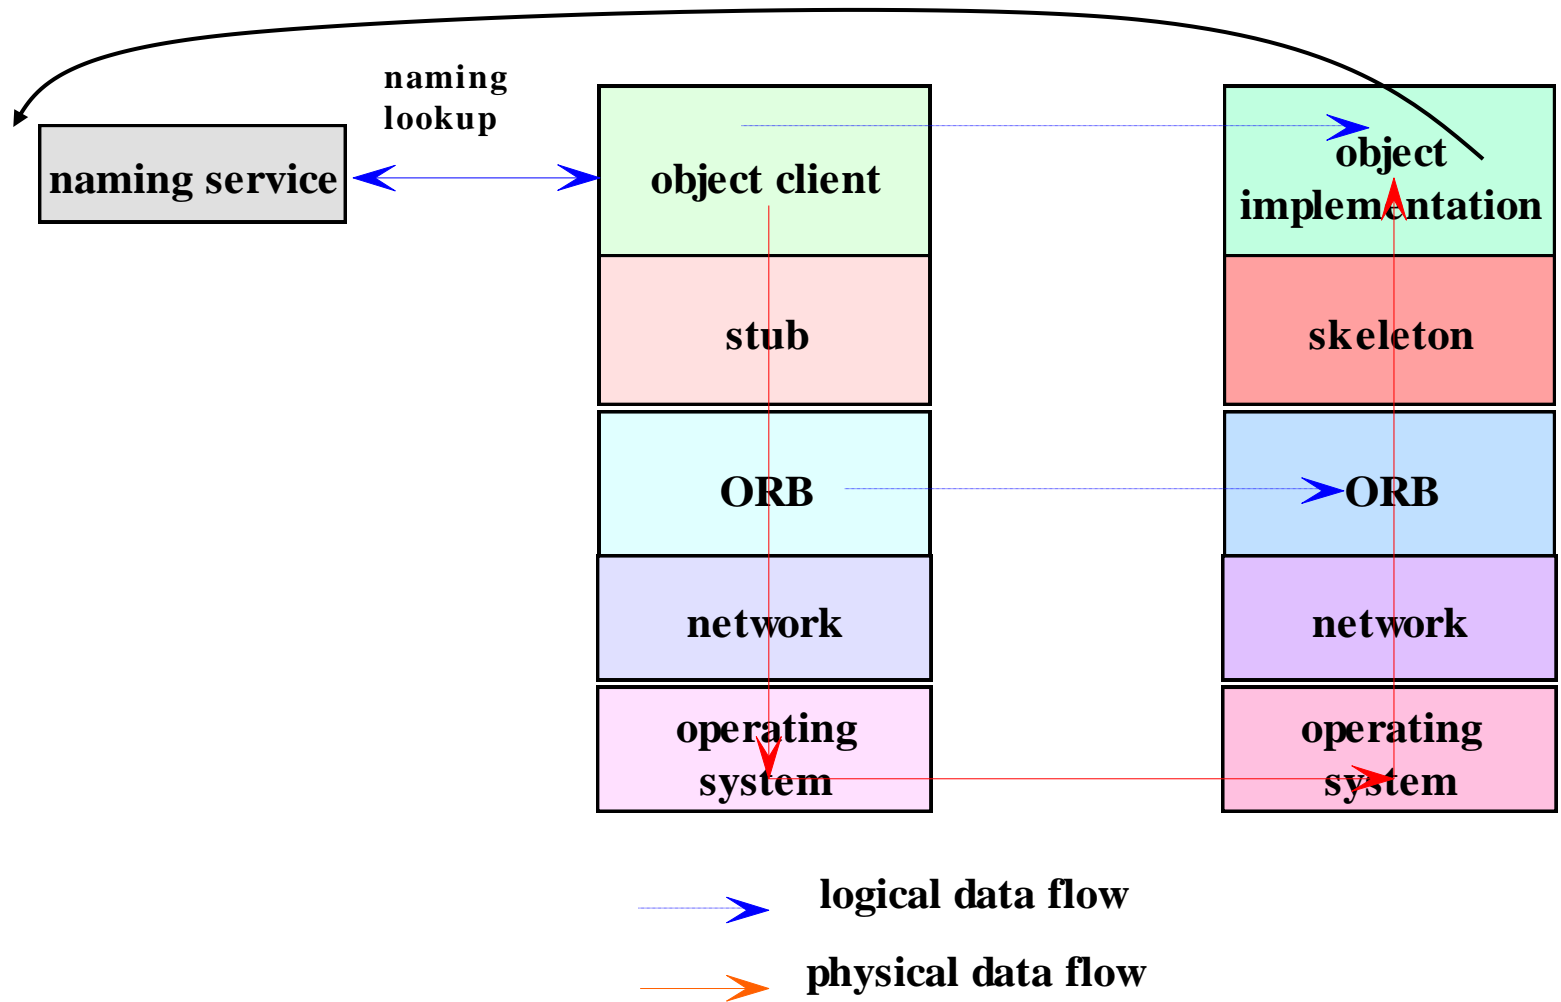 naming
lookup
naming service
object client
object
implementation
stub
skeleton
ORB
ORB
network
network
operating
system
operating
system
logical data flow
physical data flow